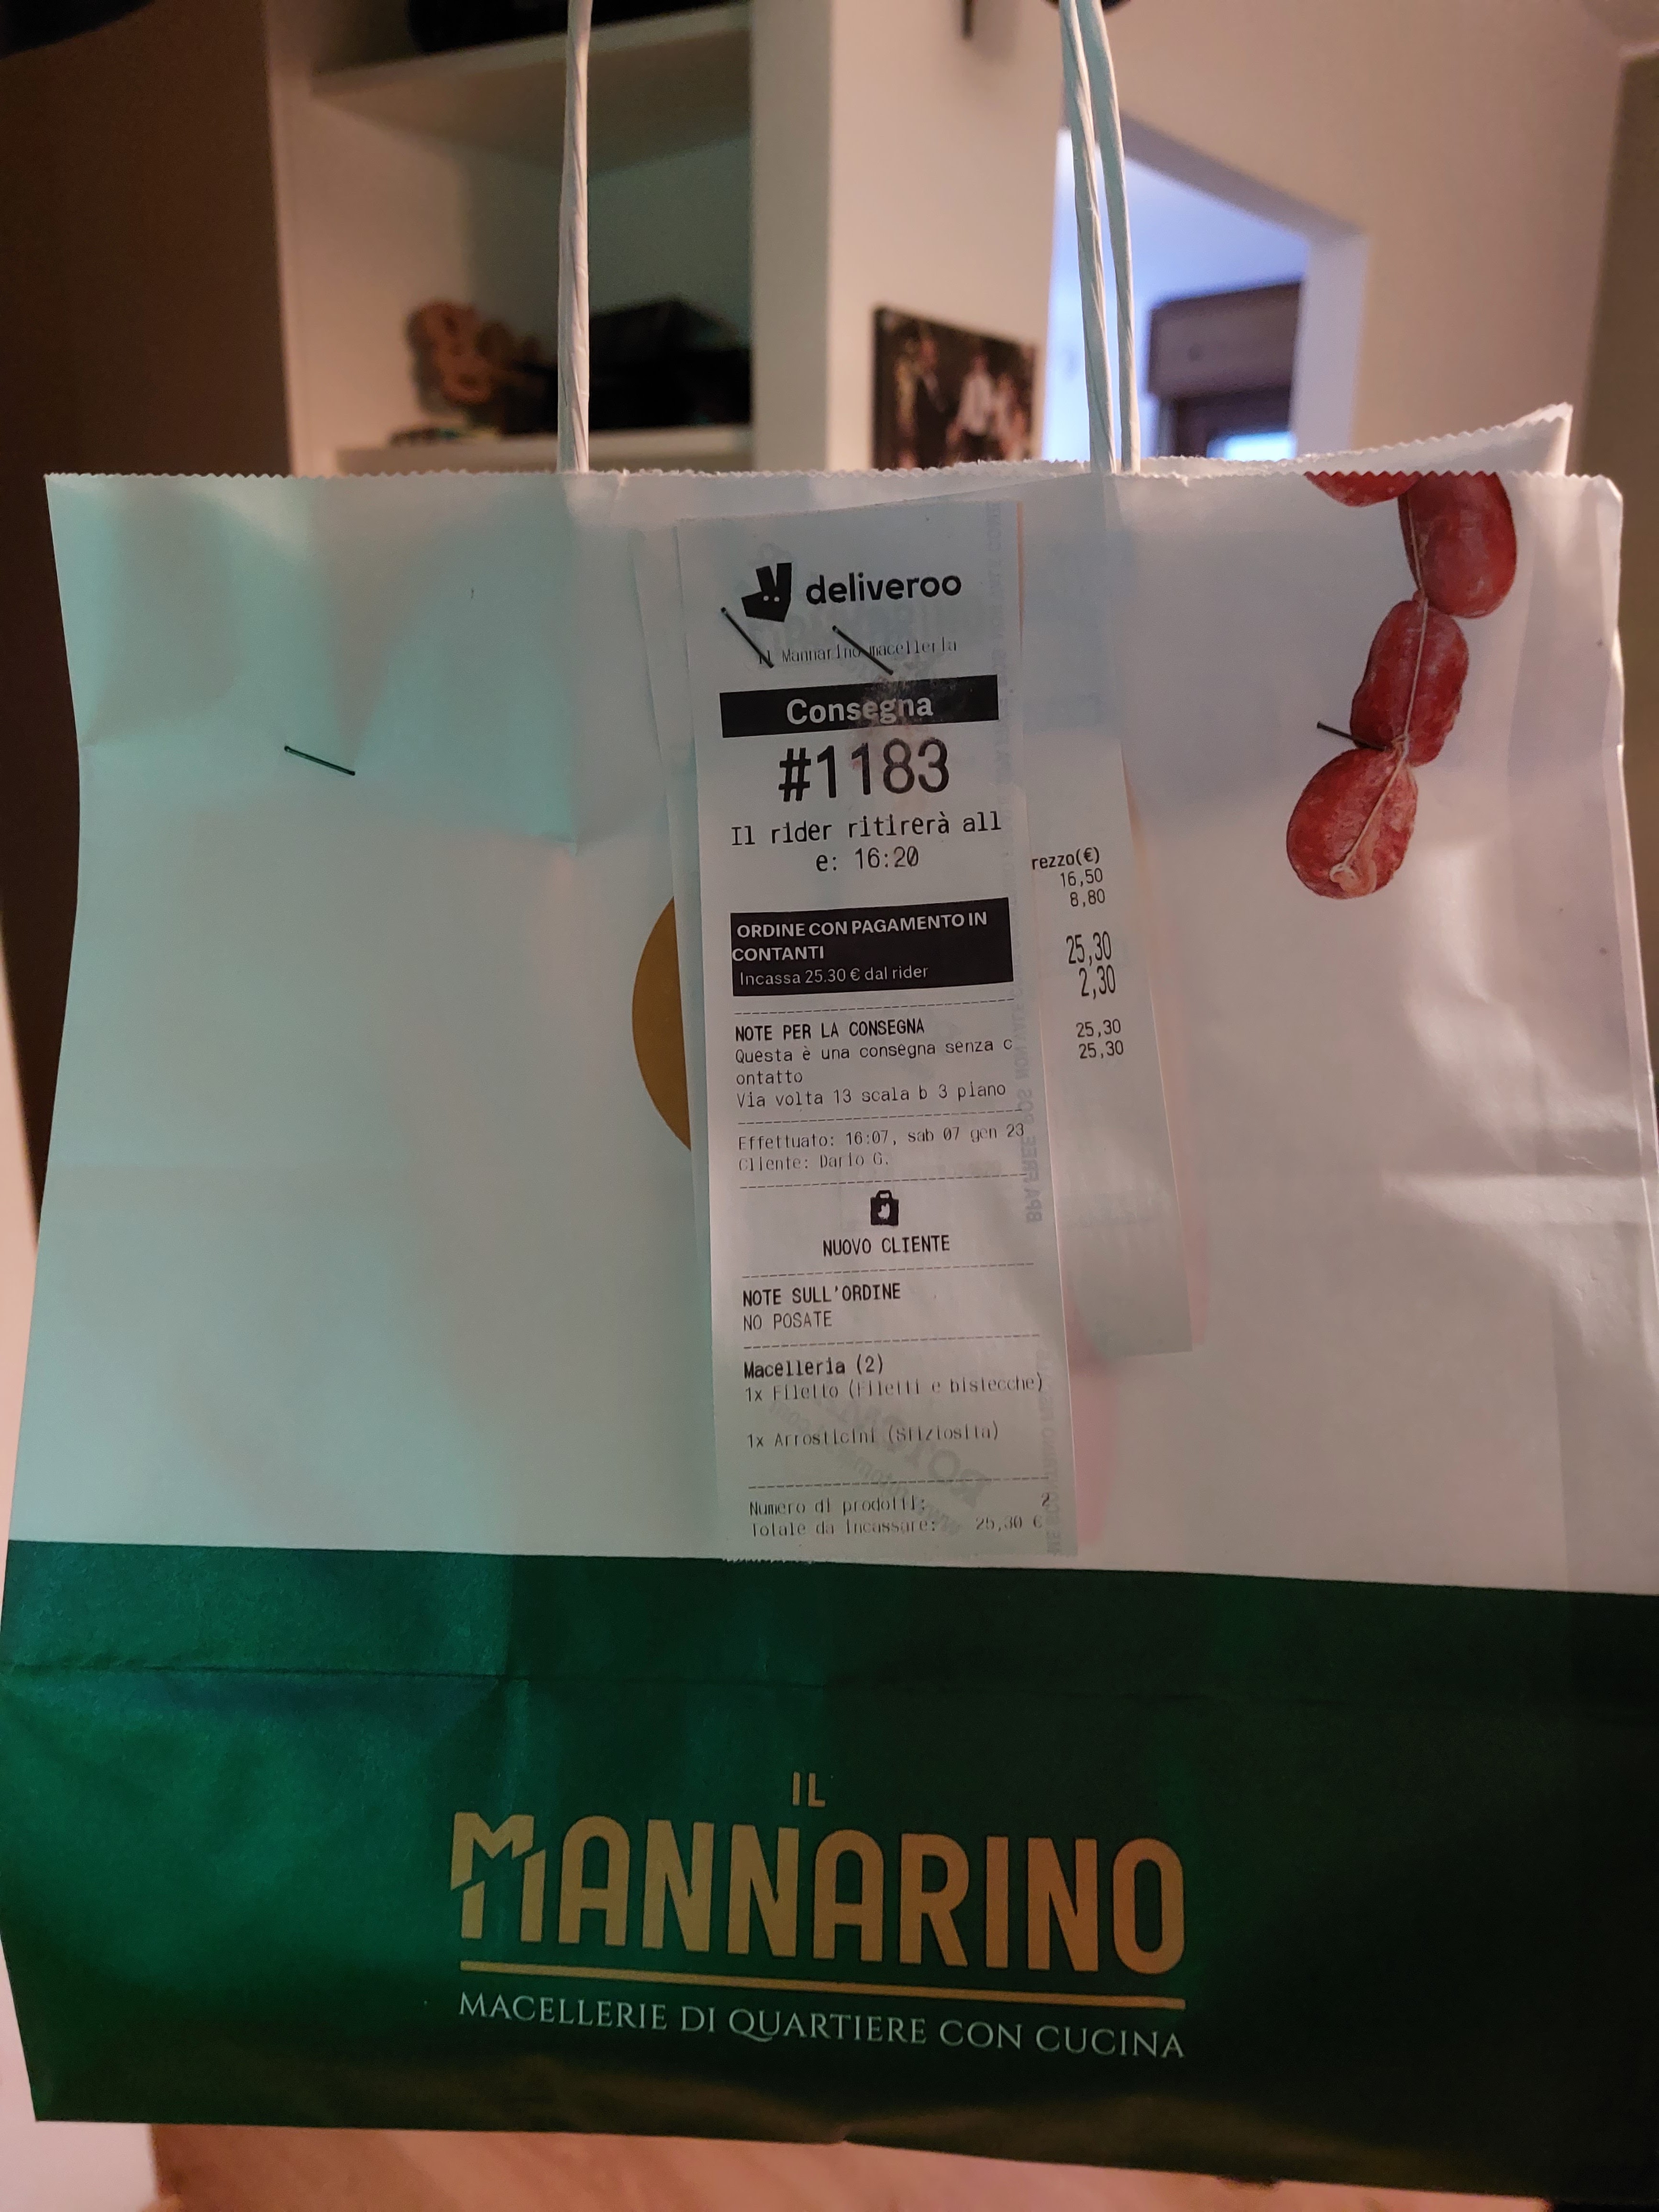 deliveroo
Il Mannarino macelleria
Consegna
#1183
Il rider ritirerà all
e: 16:20
ORDINE CON PAGAMENTO IN
CONTANTI
Incassa 25.30 € dal rider
NOTE PER LA CONSEGNA
Questa è una consegna senza c
ontatto
Via volta 13 scala b 3 piano
Effettuato: 16:07, sab 07 gen 23
Cliente: Dario G.
NUOVO CLIENTE
NOTE SULL'ORDINE
NO POSATE
Macelleria (2)
1x Filetto (Filetti e bistecche)
1x Arrosticini (Sfiziosità)
Numero di prodotti: 2
Totale da incassare: 25,30 €
rezzo(€)
16,50
8,80
25,30
2,30
25,30
25,30
IL
MANNARINO
MACELLERIE DI QUARTIERE CON CUCINA